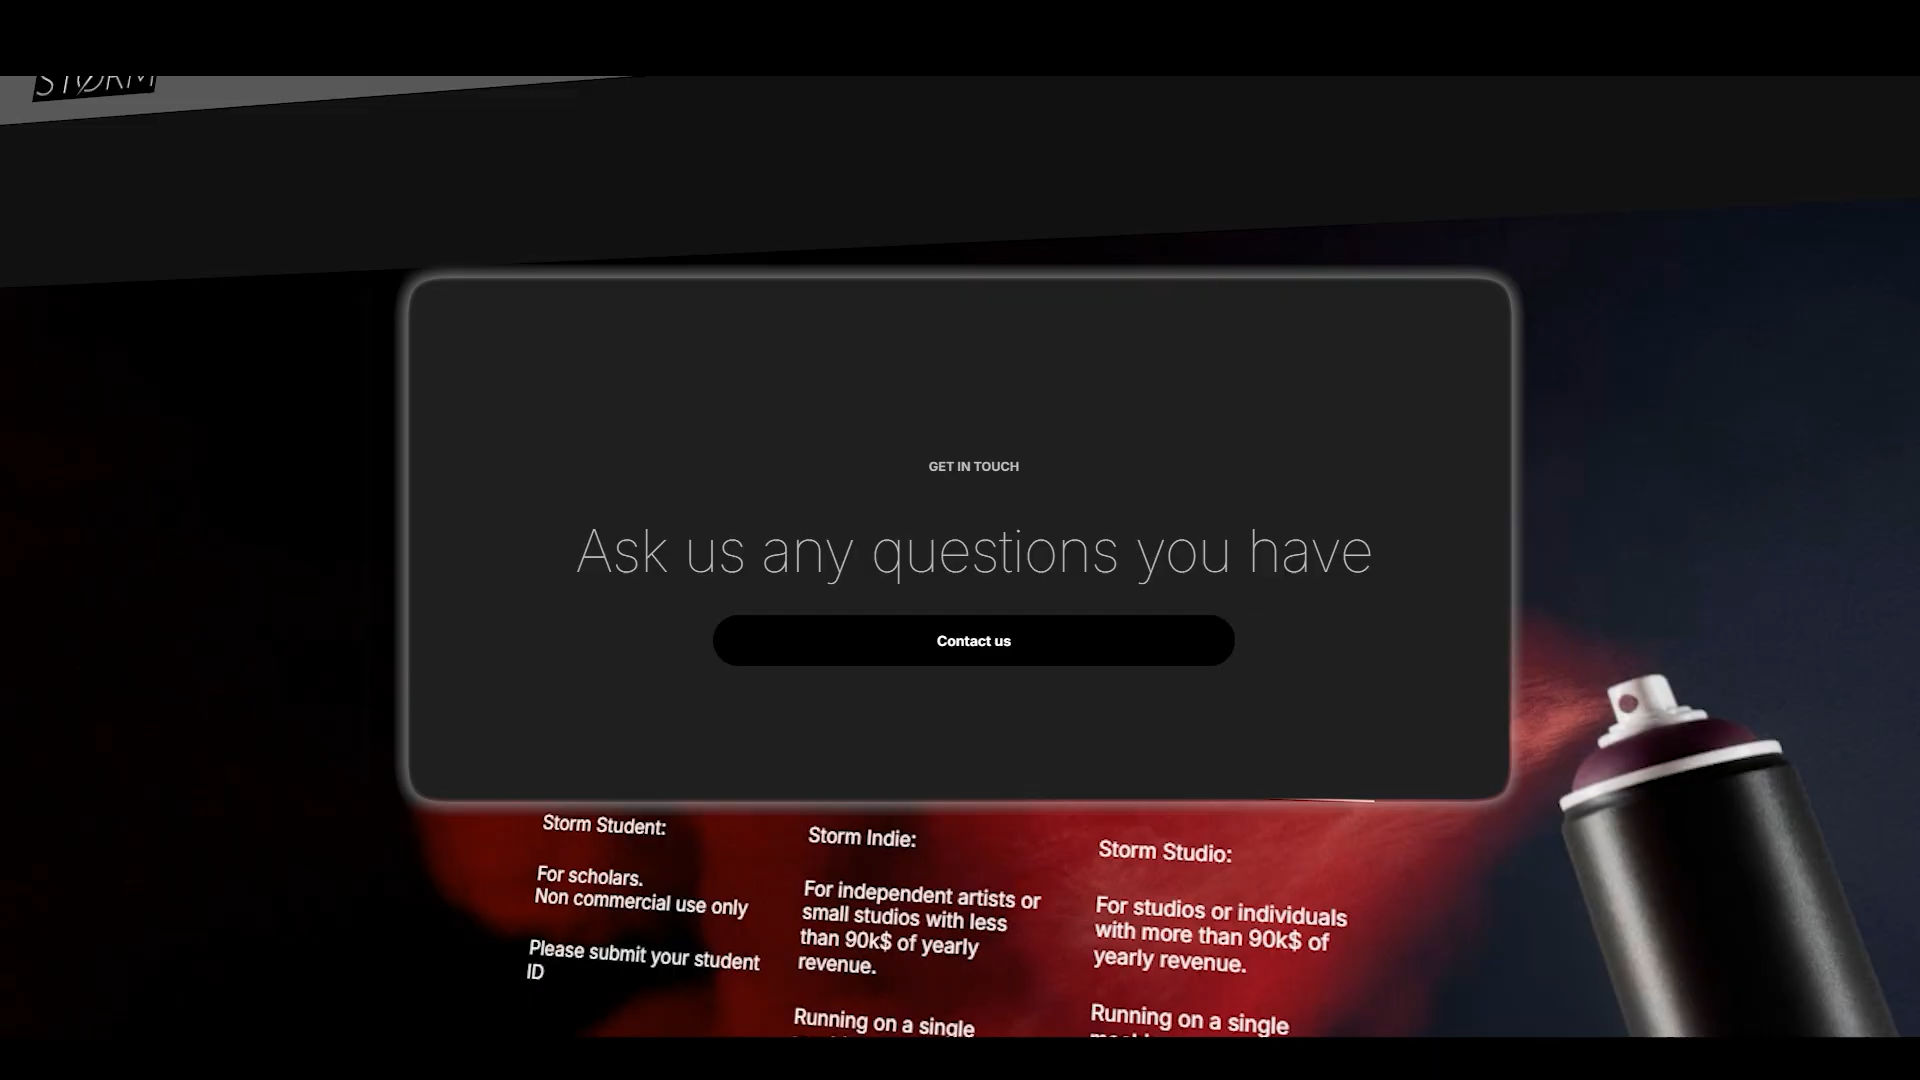 STØRM
GET IN TOUCH
Ask us any questions you have
Contact us
Storm Student:
For scholars.
Non commercial use only
Please submit your student
ID
Storm Indie:
For independent artists or
small studios with less
than 90k$ of yearly
revenue.
Running on a single
Storm Studio:
For studios or individuals
with more than 90k$ of
yearly revenue.
Running on a single